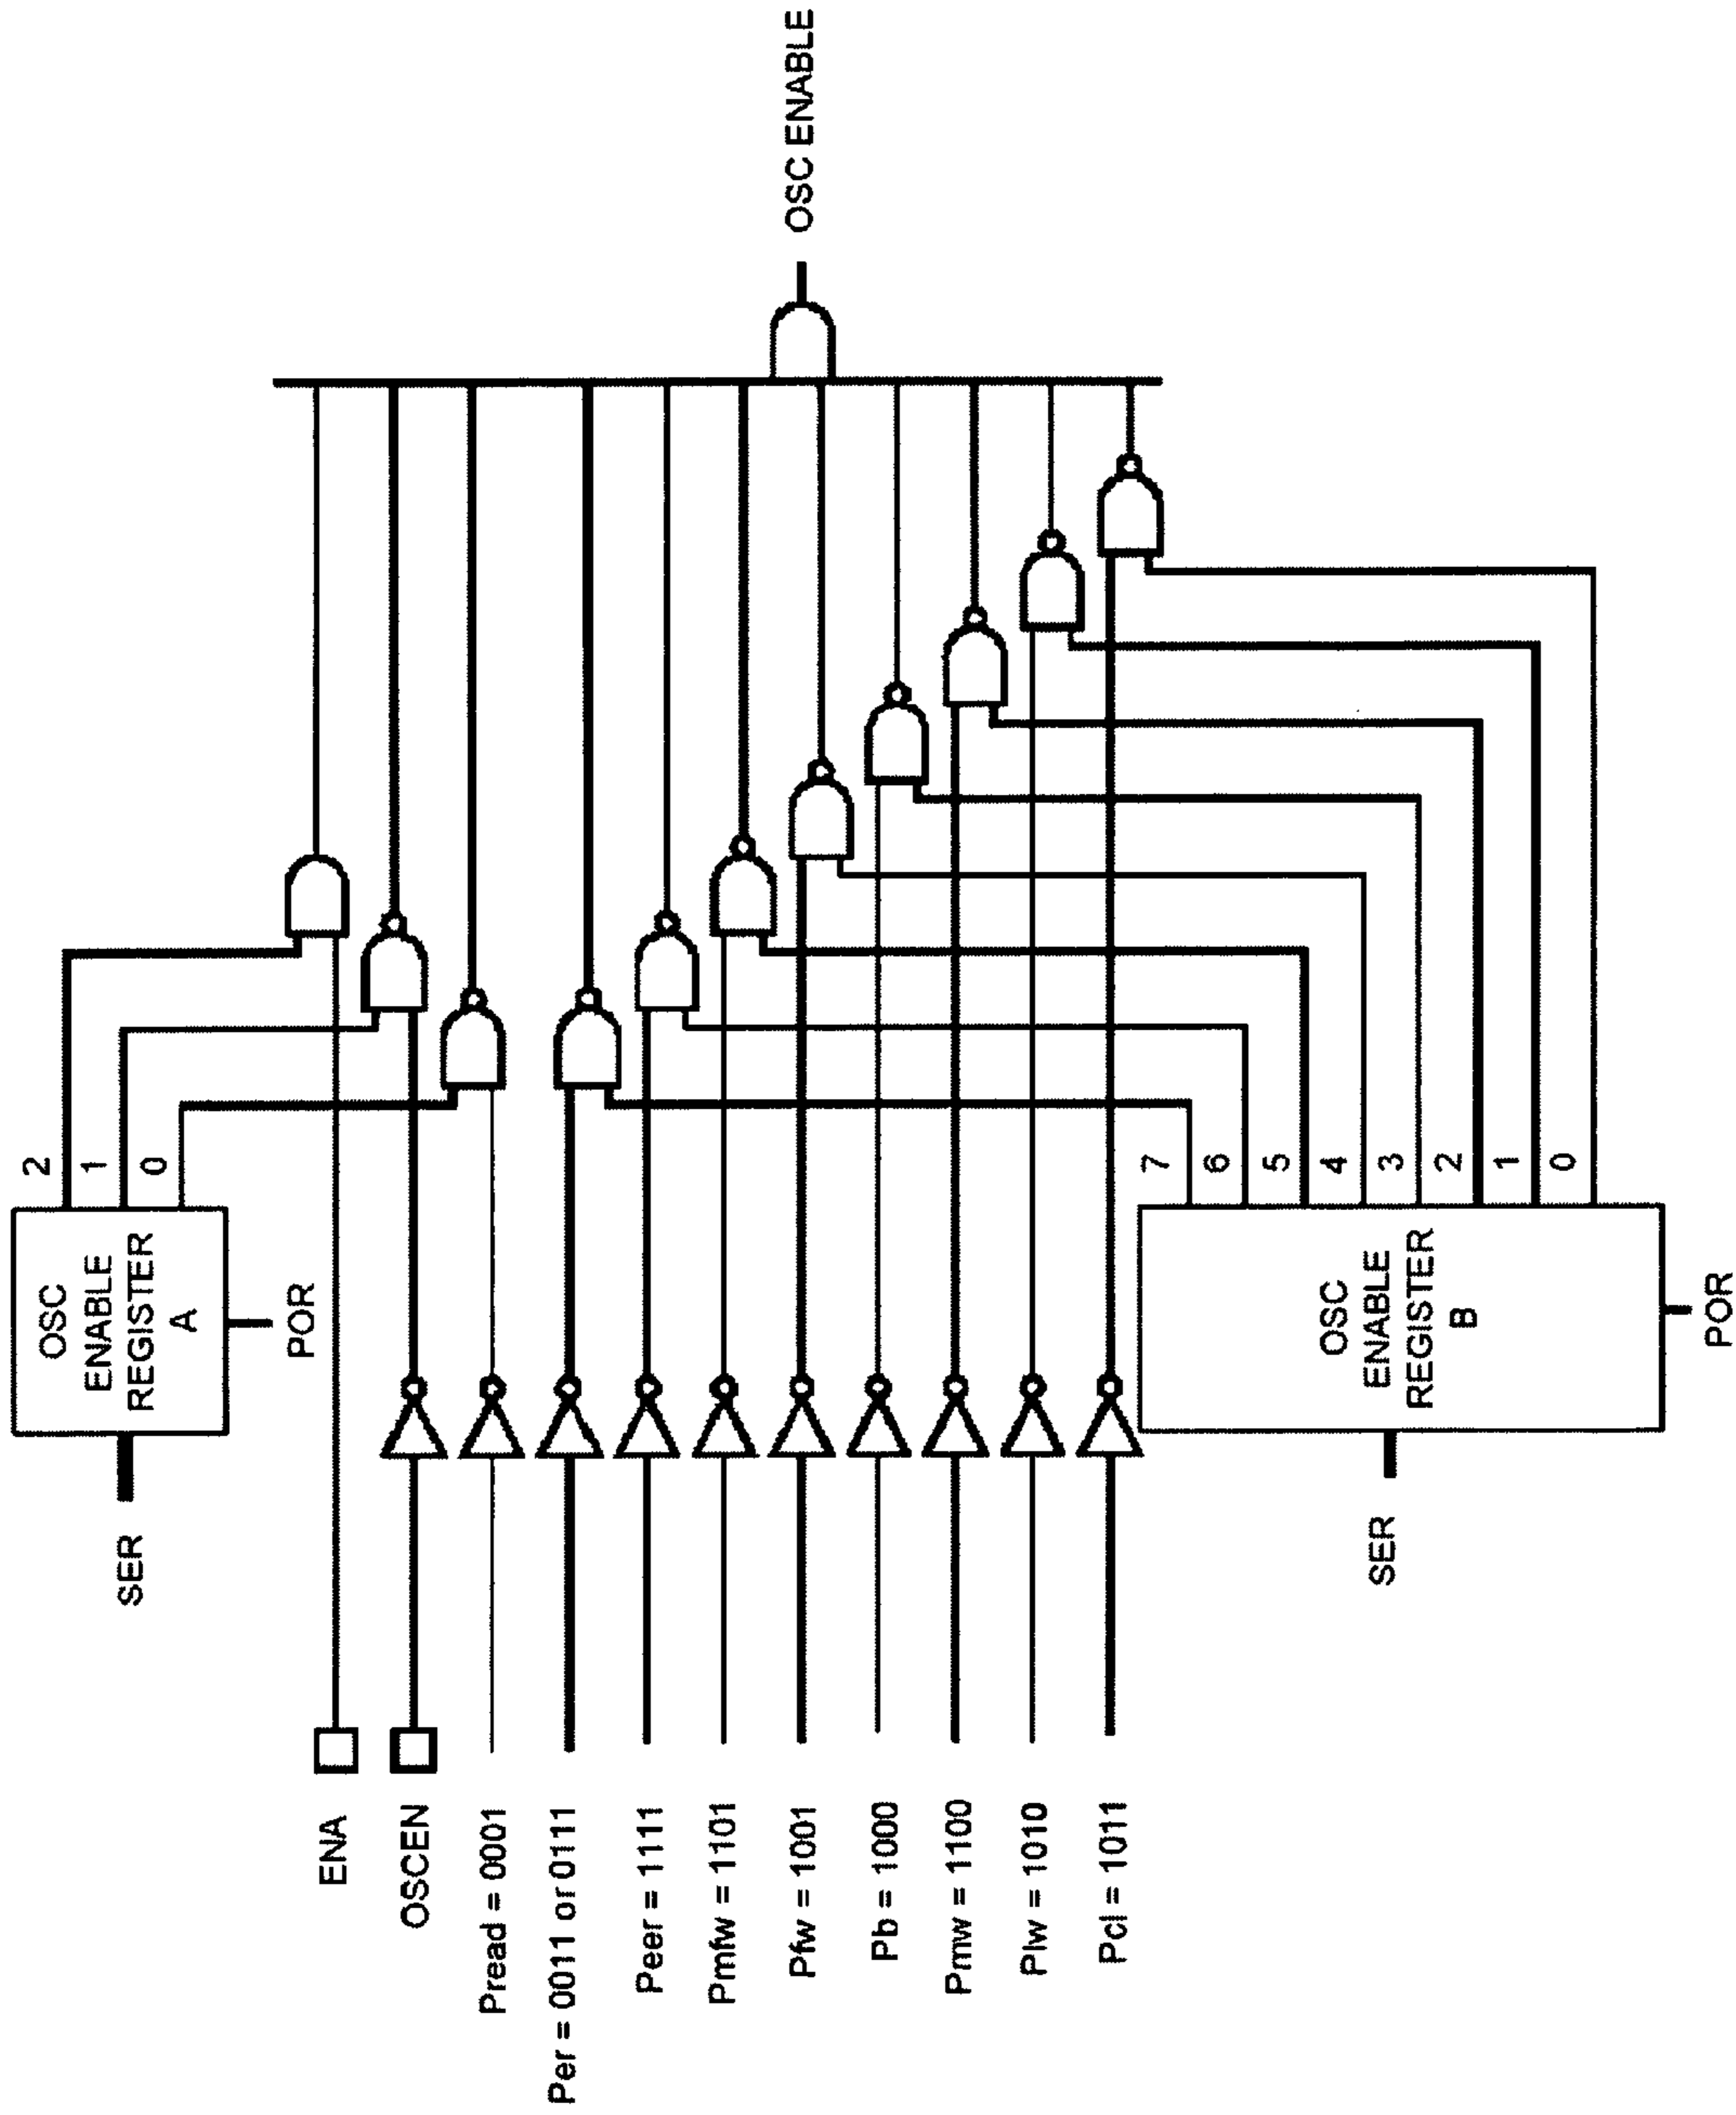 OSC
ENABLE
REGISTER
A
2
1
0
SER
POR
ENA
OSCEN
Pread = 0001
Per = 0011 or 0111
Peer = 1111
Pmfw = 1101
Pfw = 1001
Pb = 1000
Pmw = 1100
Plw = 1010
Pcl = 1011
OSC ENABLE
7
6
5
4
3
2
1
0
OSC
ENABLE
REGISTER
B
SER
POR